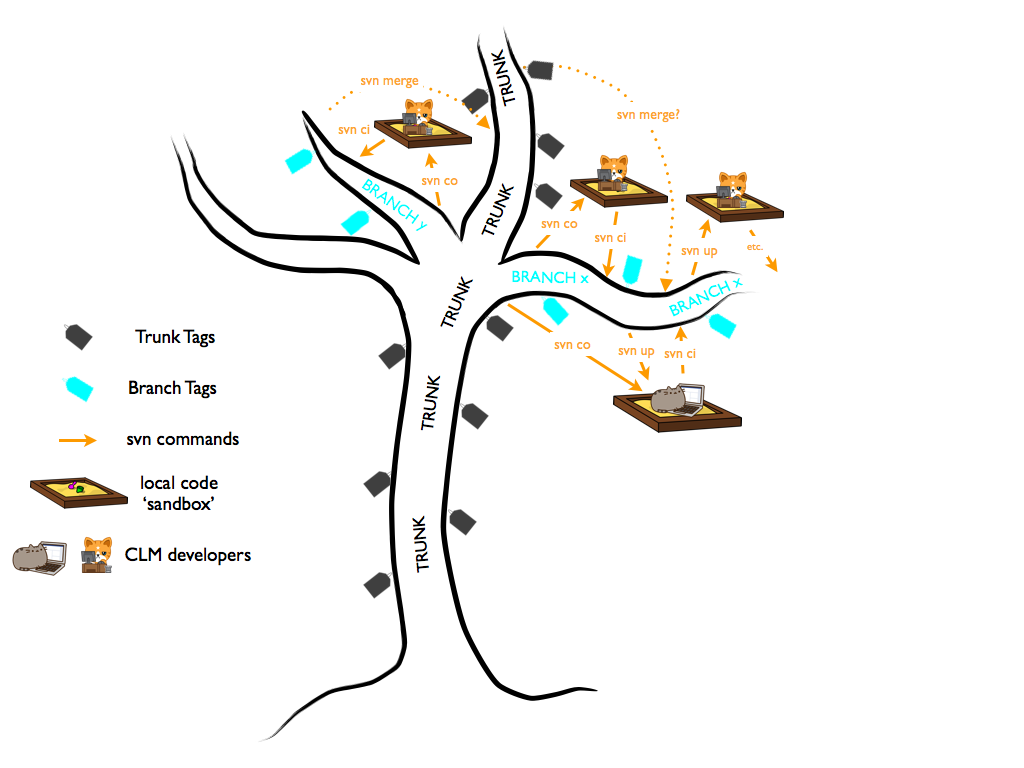 TRUNK
svn merge
svn merge?
svn ci
svn co
BRANCH y
TRUNK
svn co
svn ci
svn up
etc.
BRANCH x
BRANCH x
TRUNK
svn co
svn up
svn ci
Trunk Tags
Branch Tags
TRUNK
svn commands
local code
‘sandbox’
TRUNK
CLM developers